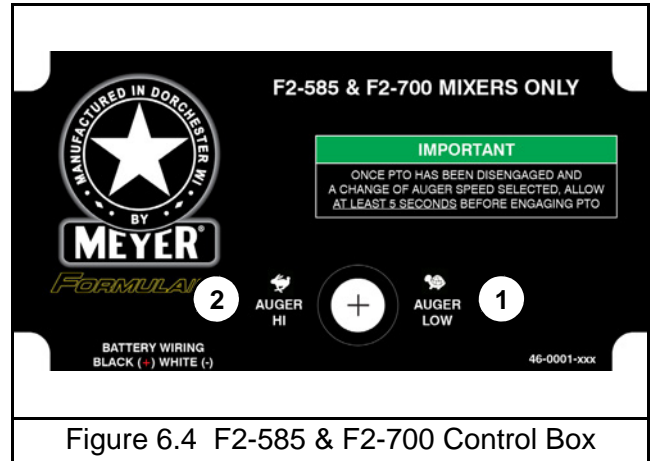 MANUFACTURED IN DORCHESTER WI
BY
MEYER®
FORMULA
F2-585 & F2-700 MIXERS ONLY
IMPORTANT
ONCE PTO HAS BEEN DISENGAGED AND
A CHANGE OF AUGER SPEED SELECTED, ALLOW
AT LEAST 5 SECONDS BEFORE ENGAGING PTO
2
AUGER
HI
AUGER
LOW
1
BATTERY WIRING
BLACK (+) WHITE (-)
46-0001-xxx
Figure 6.4 F2-585 & F2-700 Control Box